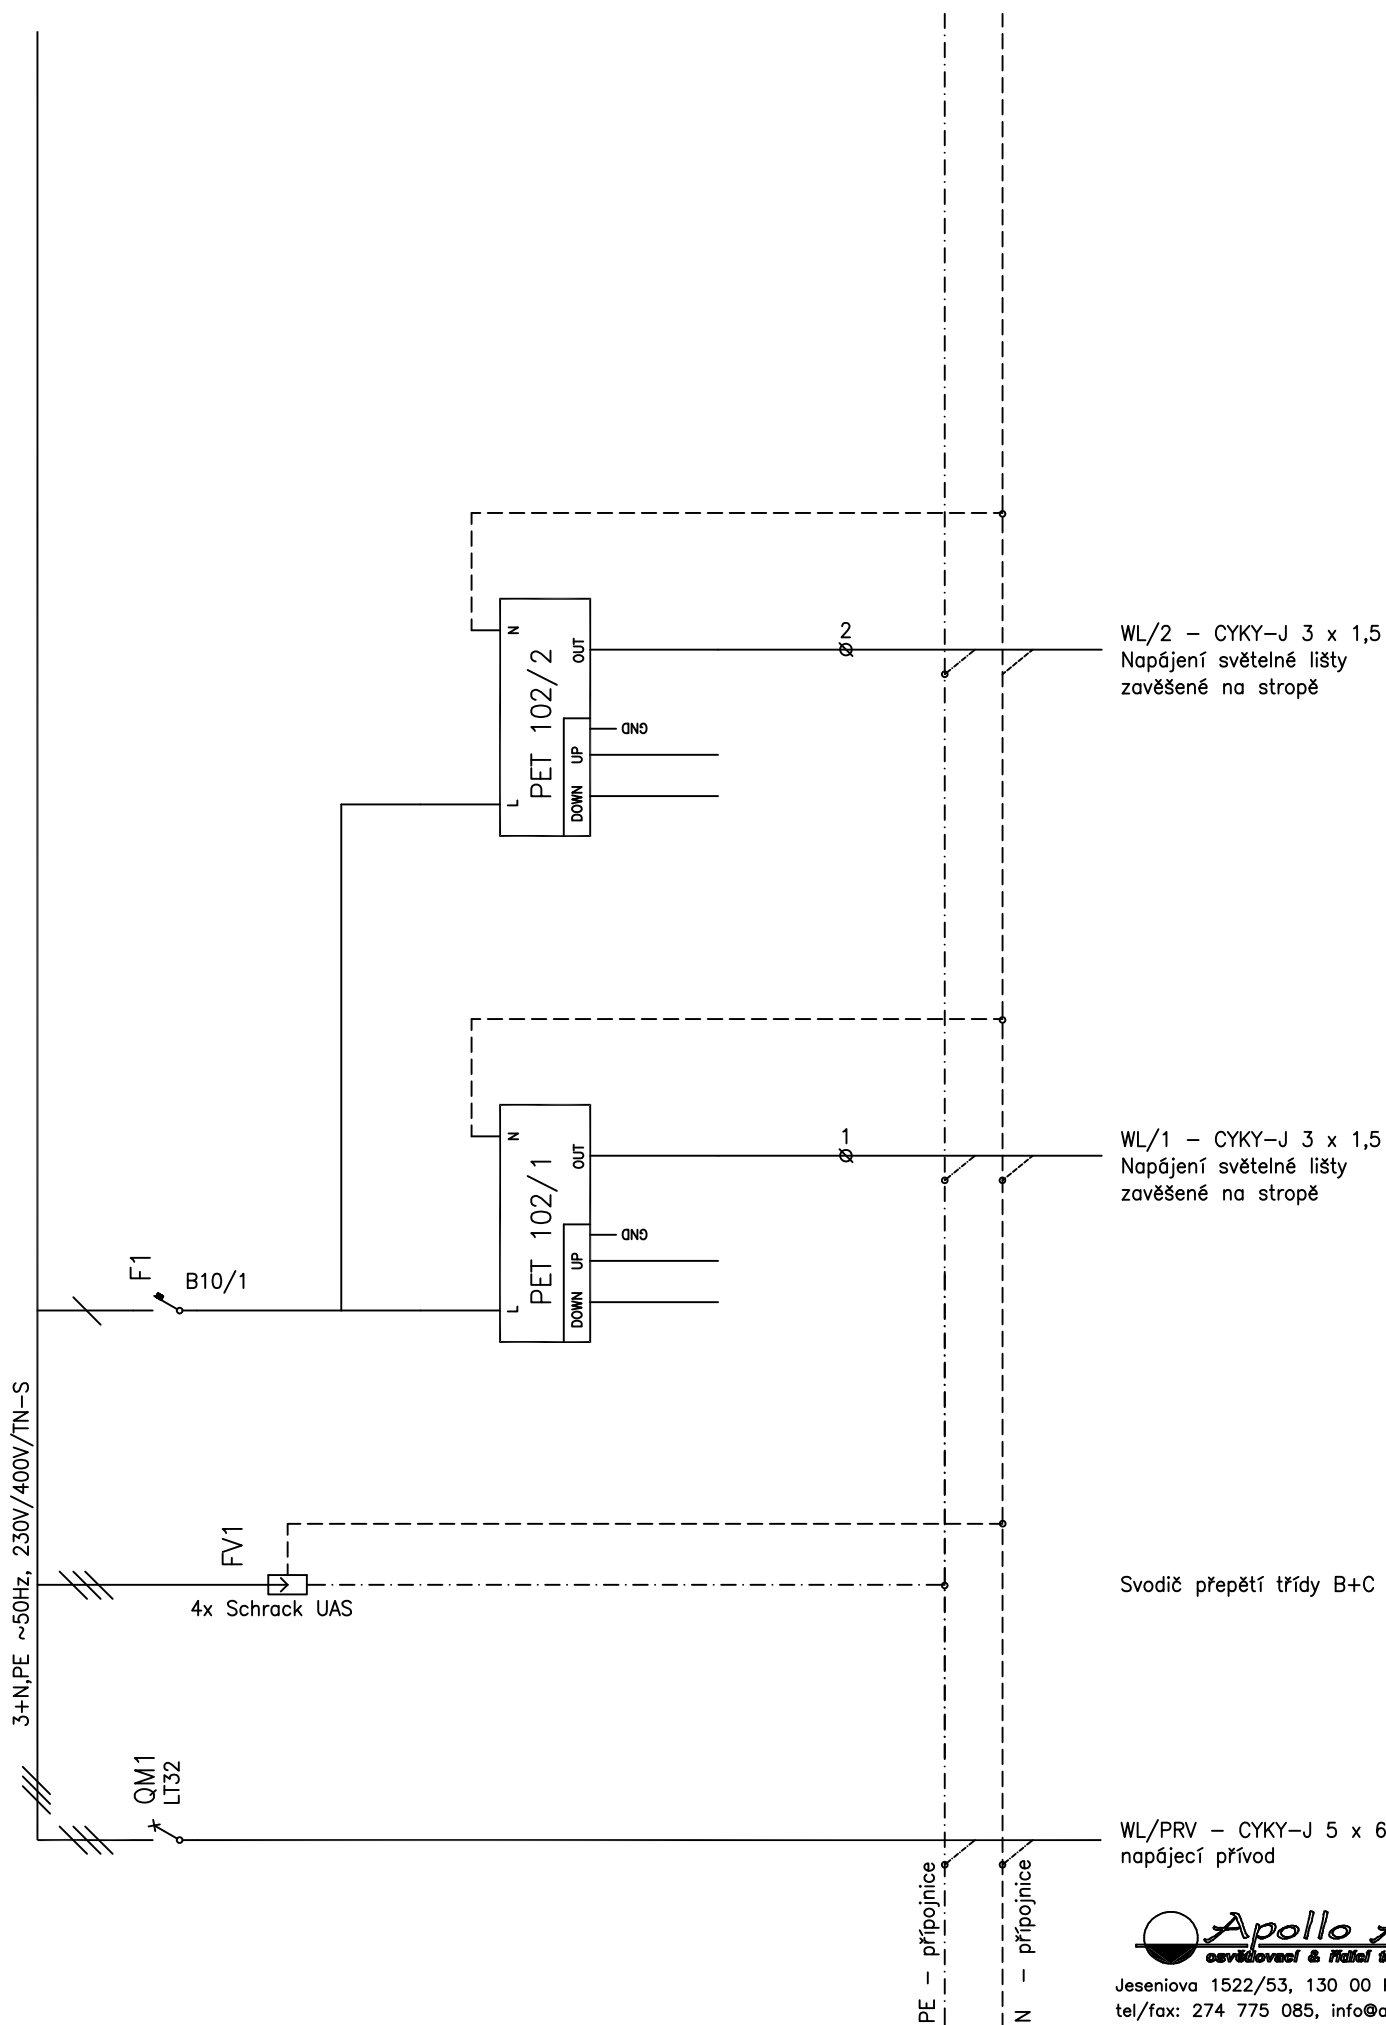 N
OUT
PET 102/2
GND
UP
DOWN
L
2
WL/2 – CYKY–J 3 x 1,5
Napájení světelné lišty
zavěšené na stropě
N
OUT
PET 102/1
GND
UP
DOWN
L
1
WL/1 – CYKY–J 3 x 1,5
Napájení světelné lišty
zavěšené na stropě
F1
B10/1
3+N,PE ~50Hz, 230V/400V/TN–S
FV1
4x Schrack UAS
Svodič přepětí třídy B+C
QM1
LT32
WL/PRV – CYKY–J 5 x 6
napájecí přívod
PE – přípojnice
N – přípojnice
Apollo
osvětlovací & řídící
Jeseniova 1522/53, 130 00
tel/fax: 274 775 085, info@a